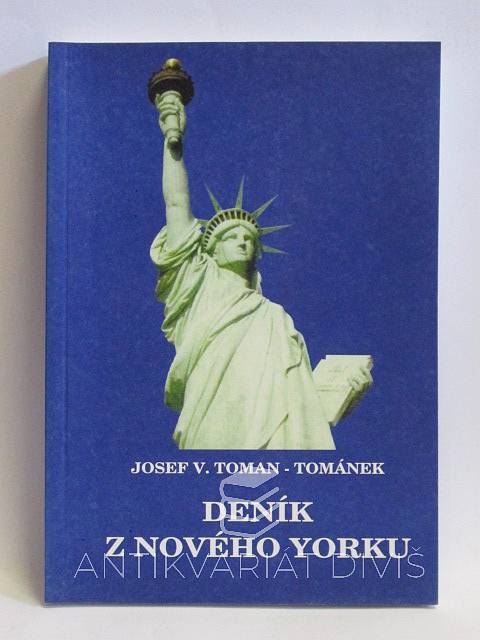 JOSEF V. TOMAN - TOMÁNEK
DENÍK
Z NOVÉHO YORKU
ANTIKVARIÁT DIVIŠ